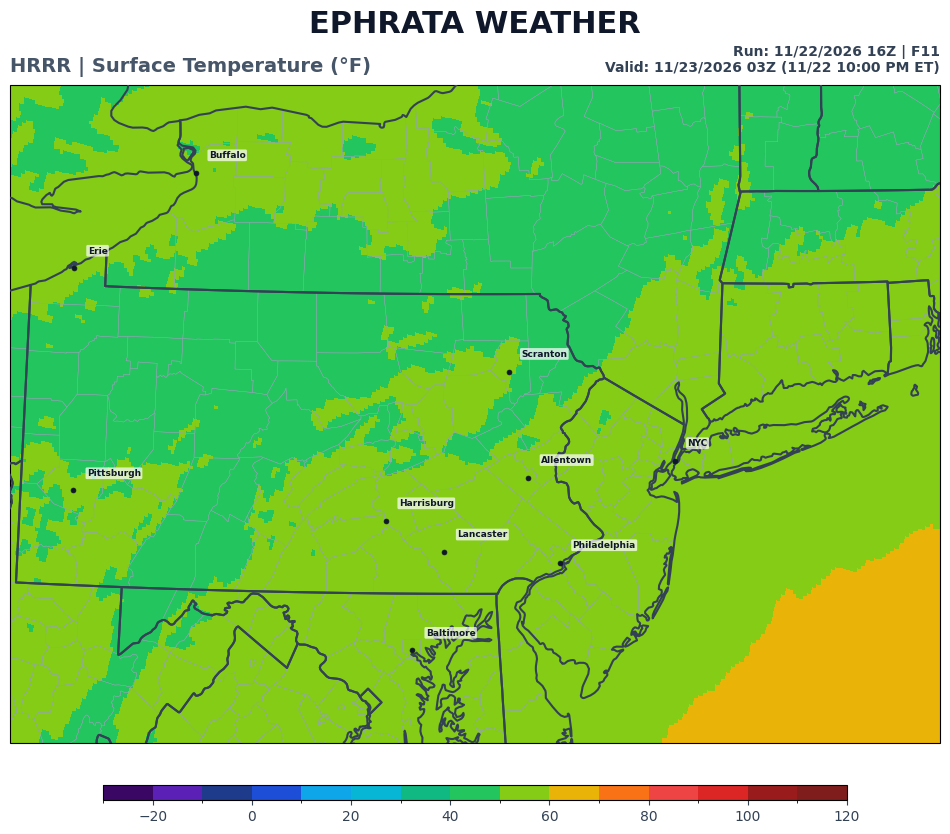 EPHRATA WEATHER
HRRR | Surface Temperature (°F)
Run: 11/22/2026 16Z | F11
Valid: 11/23/2026 03Z (11/22 10:00 PM ET)
Buffalo
Erie
Scranton
NYC
Allentown
Pittsburgh
Harrisburg
Lancaster
Philadelphia
Baltimore
−20 0 20 40 60 80 100 120